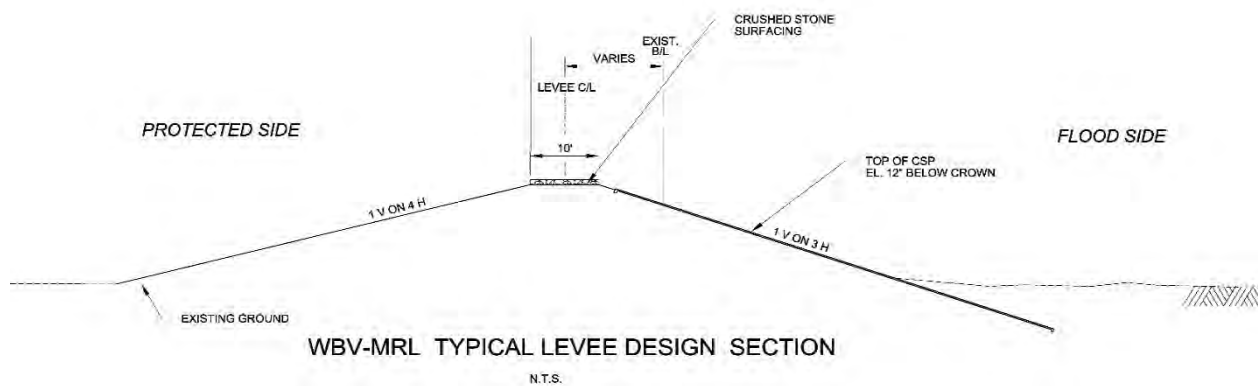 CRUSHED STONE
SURFACING
EXIST.
B/L
VARIES
LEVEE C/L
PROTECTED SIDE
FLOOD SIDE
10'
TOP OF CSP
EL. 12" BELOW CROWN
1 V ON 4 H
1 V ON 3 H
EXISTING GROUND
WBV-MRL TYPICAL LEVEE DESIGN SECTION
N.T.S.